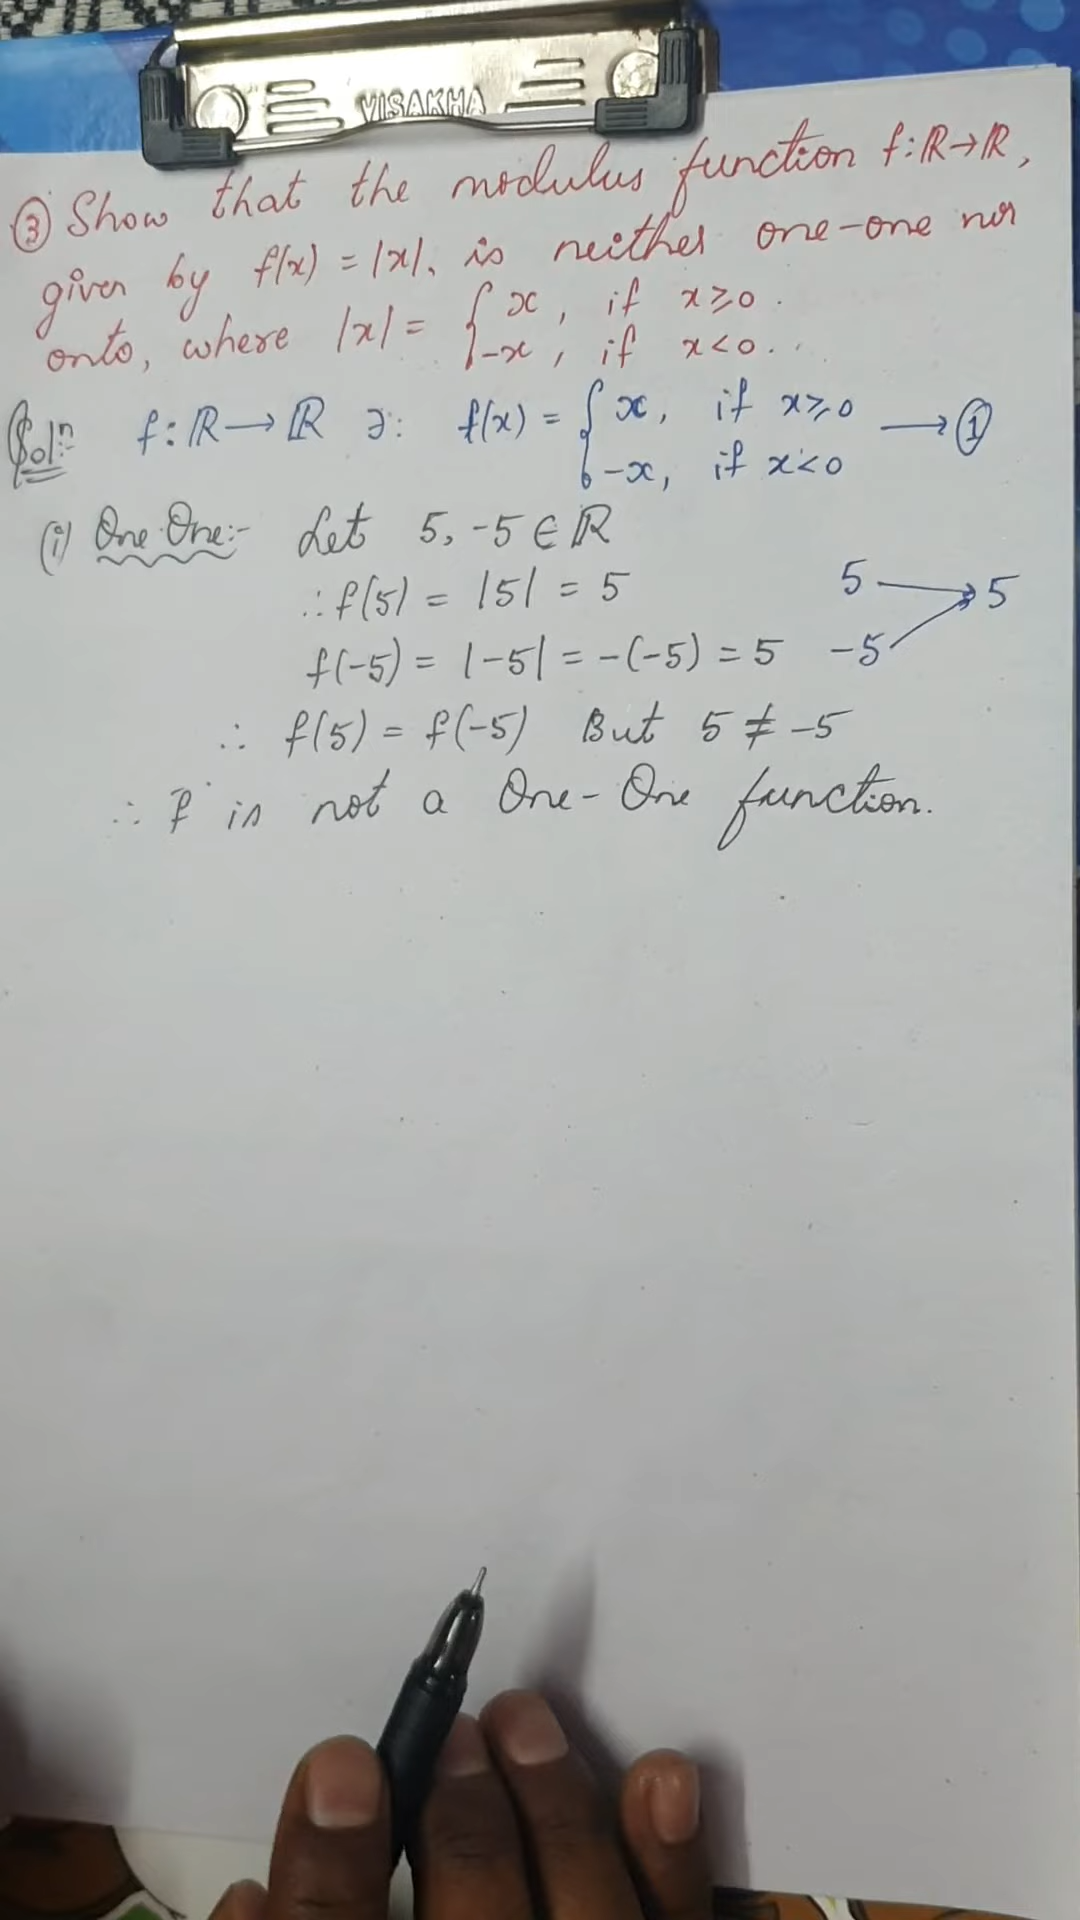 VISAKHA
③ Show that the modulus function f:ℝ→ℝ,
given by f(x) = |x|, is neither one-one nor
onto, where |x| = { x, if x≥0.
-x, if x<0.
Solⁿ:- f:ℝ→ℝ ∋: f(x) = { x, if x≥0 → ①
-x, if x<0
(i) One-One:- Let 5, -5 ∈ ℝ
∴ f(5) = |5| = 5 5 → 5
f(-5) = |-5| = -(-5) = 5 -5
∴ f(5) = f(-5) But 5 ≠ -5
∴ f is not a One-One function.